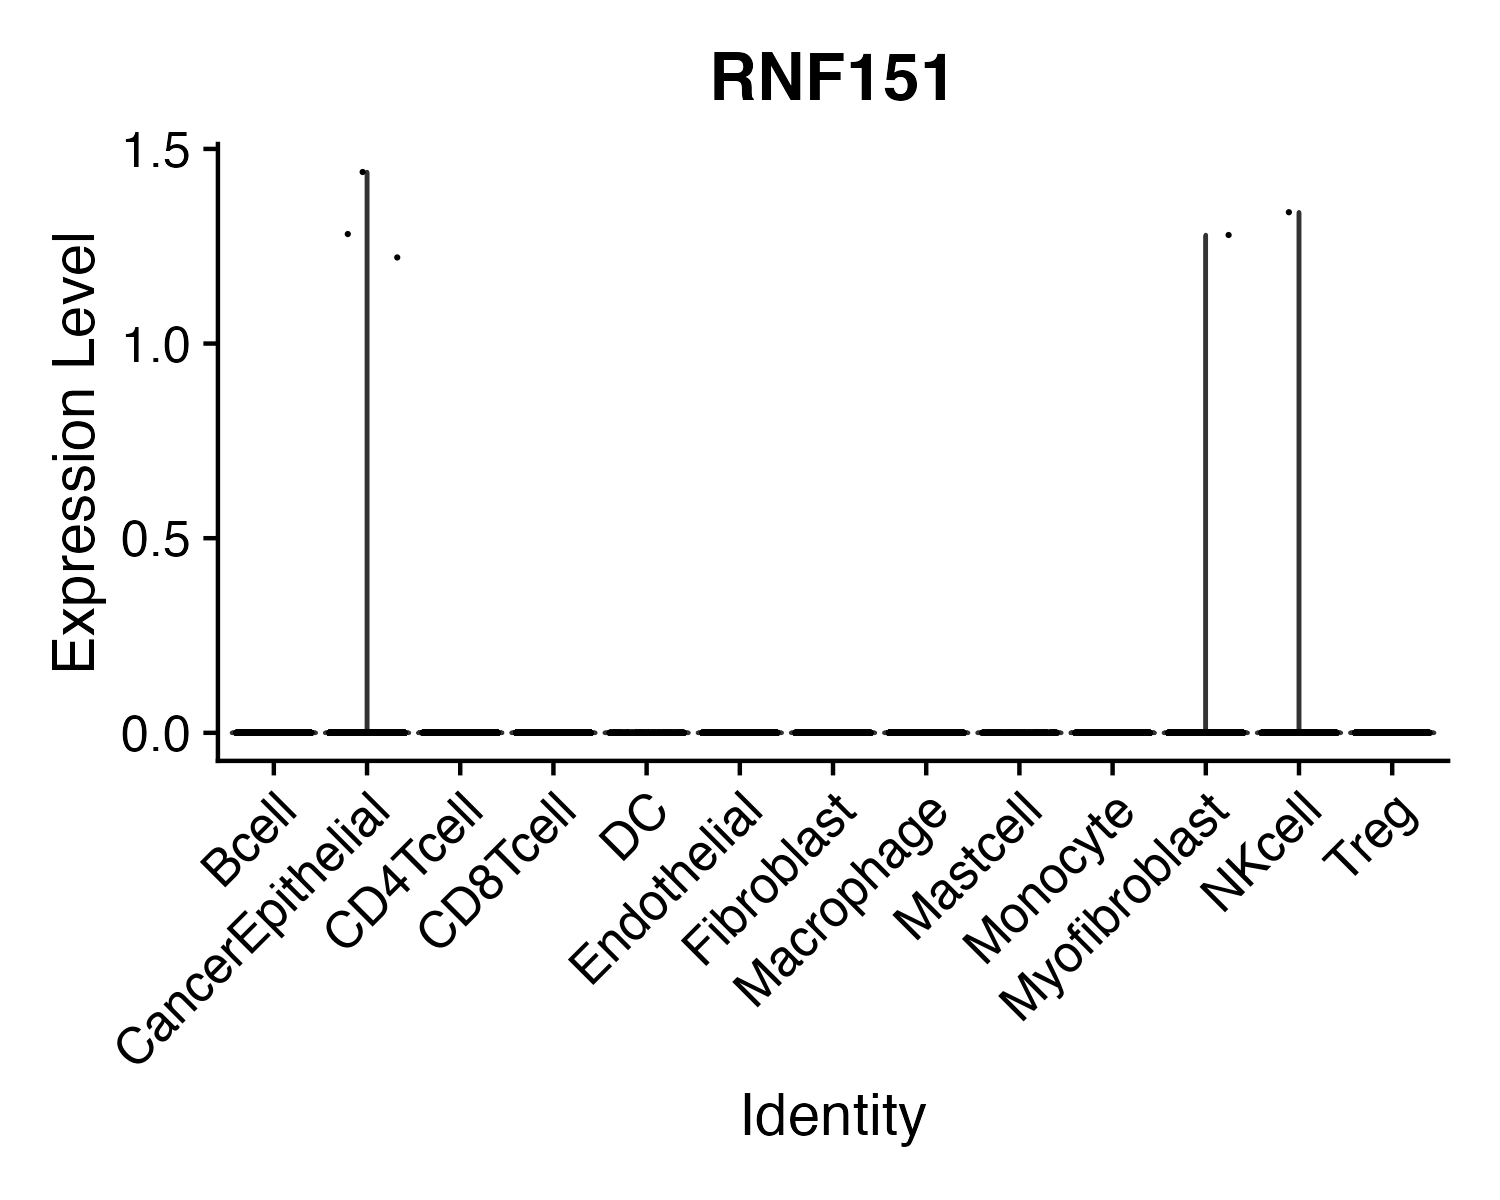 RNF151
Expression Level
1.5
1.0
0.5
0.0
Bcell
CancerEpithelial
CD4Tcell
CD8Tcell
DC
Endothelial
Fibroblast
Macrophage
Mastcell
Monocyte
Myofibroblast
NKcell
Treg
Identity